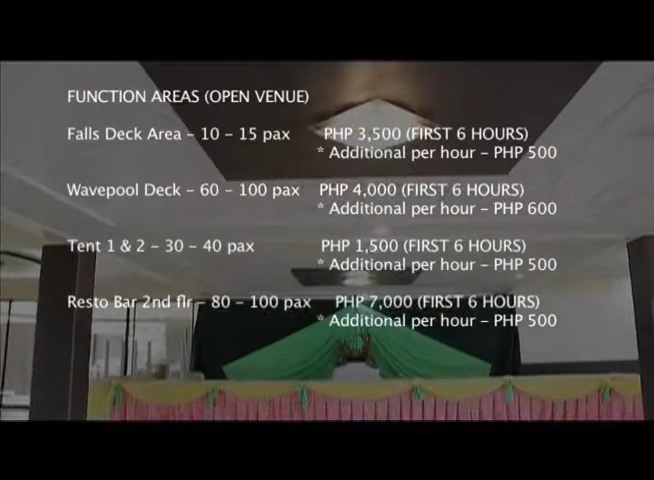 FUNCTION AREAS (OPEN VENUE)
Falls Deck Area - 10 - 15 pax PHP 3,500 (FIRST 6 HOURS)
* Additional per hour - PHP 500
Wavepool Deck - 60 - 100 pax PHP 4,000 (FIRST 6 HOURS)
* Additional per hour - PHP 600
Tent 1 & 2 - 30 - 40 pax PHP 1,500 (FIRST 6 HOURS)
* Additional per hour - PHP 500
Resto Bar 2nd flr - 80 - 100 pax PHP 7,000 (FIRST 6 HOURS)
* Additional per hour - PHP 500